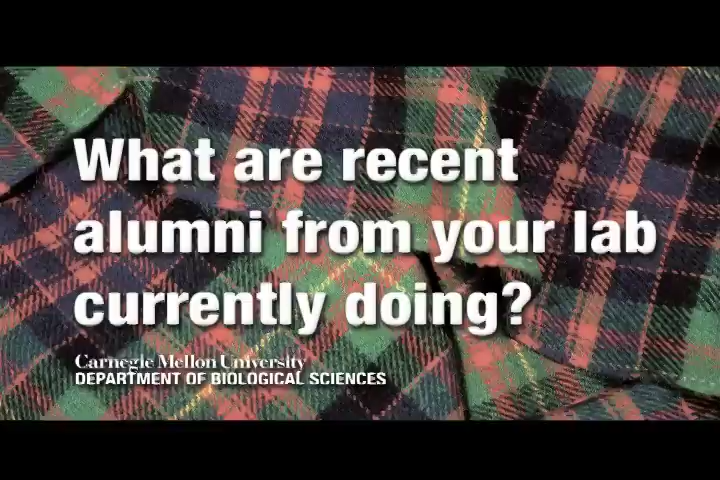 What are recent
alumni from your lab
currently doing?
Carnegie Mellon University
DEPARTMENT OF BIOLOGICAL SCIENCES